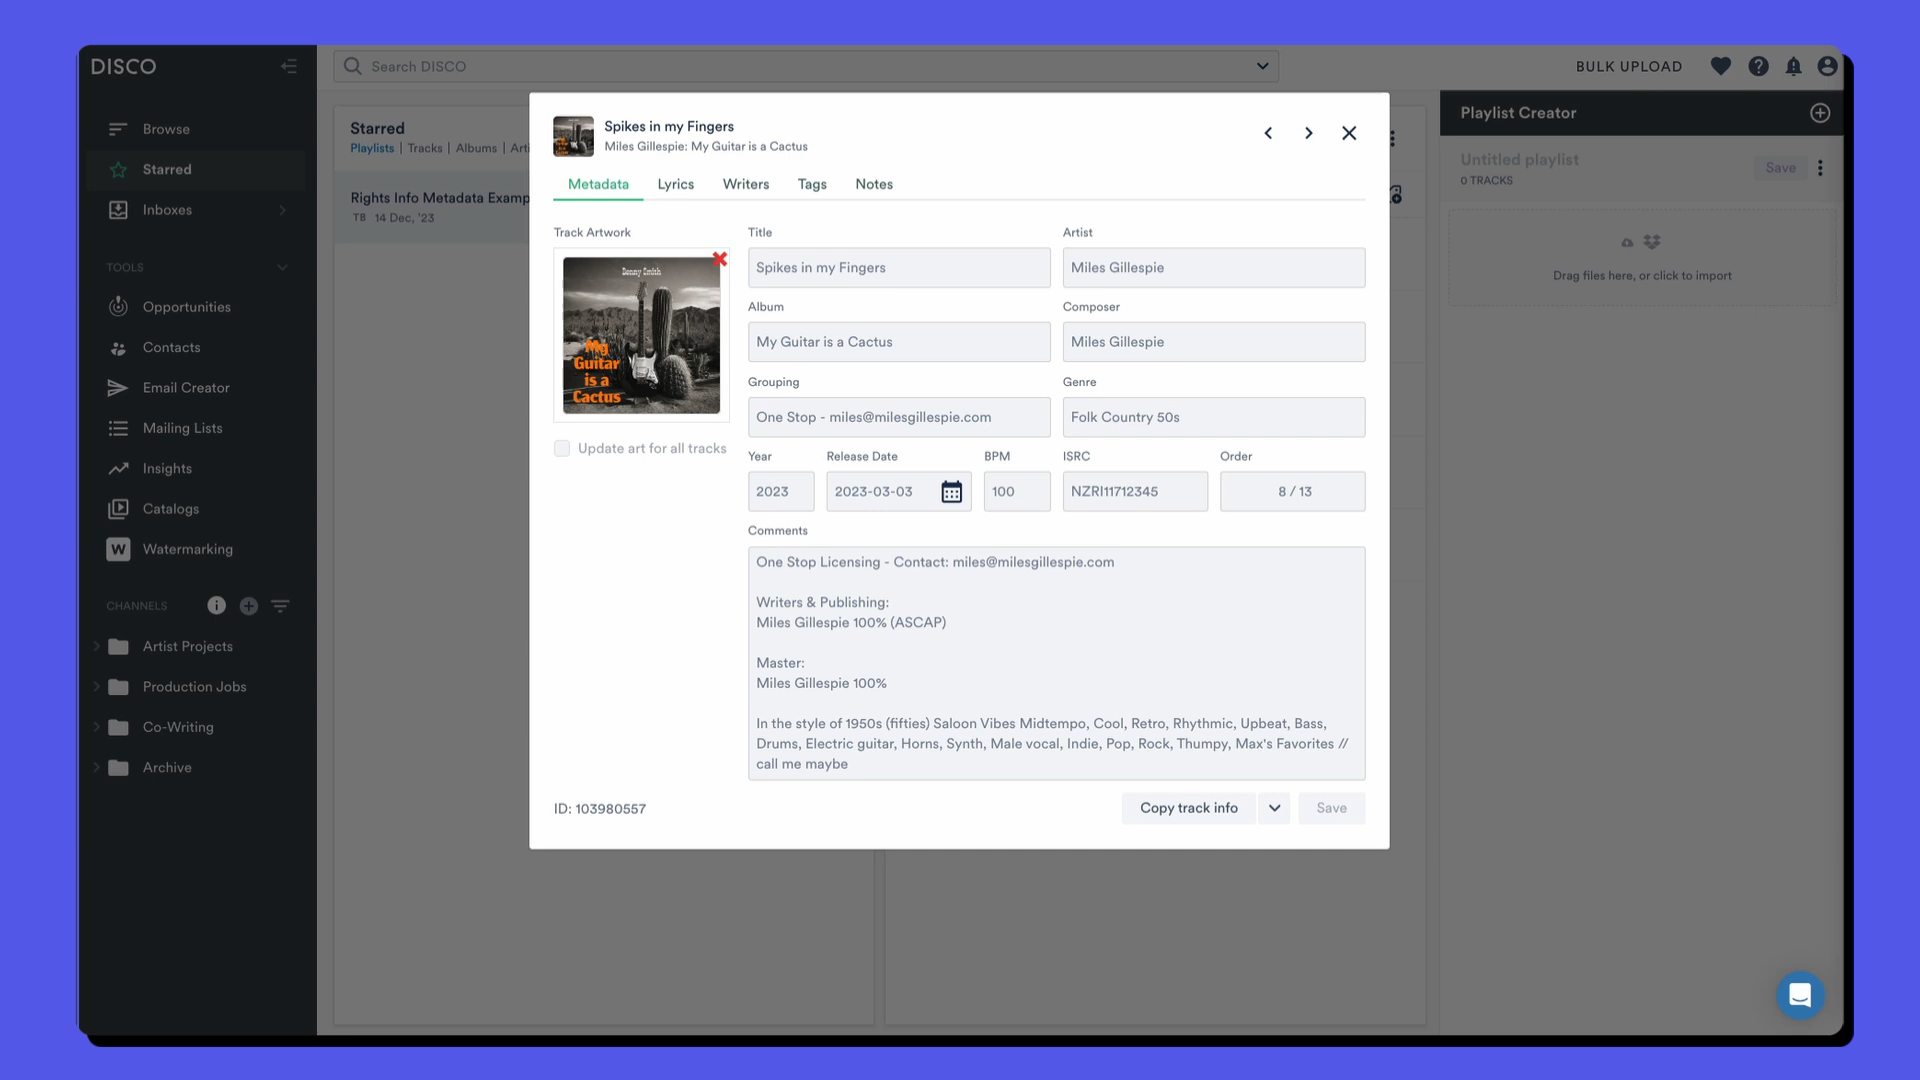 DISCO
Browse
Starred
Inboxes
TOOLS
Opportunities
Contacts
Email Creator
Mailing Lists
Insights
Catalogs
W Watermarking
CHANNELS
Artist Projects
Production Jobs
Co-Writing
Archive
Search DISCO
BULK UPLOAD
Starred
Playlists | Tracks | Albums | Arti
Rights Info Metadata Examp
TB 14 Dec, '23
Spikes in my Fingers
Miles Gillespie: My Guitar is a Cactus
Metadata Lyrics Writers Tags Notes
Track Artwork
Denny Smith
My
Guitar
is a
Cactus
Update art for all tracks
Title
Spikes in my Fingers
Artist
Miles Gillespie
Album
My Guitar is a Cactus
Composer
Miles Gillespie
Grouping
One Stop - miles@milesgillespie.com
Genre
Folk Country 50s
Year
2023
Release Date
2023-03-03
BPM
100
ISRC
NZRI11712345
Order
8 / 13
Comments
One Stop Licensing - Contact: miles@milesgillespie.com
Writers & Publishing:
Miles Gillespie 100% (ASCAP)
Master:
Miles Gillespie 100%
In the style of 1950s (fifties) Saloon Vibes Midtempo, Cool, Retro, Rhythmic, Upbeat, Bass,
Drums, Electric guitar, Horns, Synth, Male vocal, Indie, Pop, Rock, Thumpy, Max's Favorites //
call me maybe
ID: 103980557
Copy track info
Save
Playlist Creator
Untitled playlist
0 TRACKS
Save
Drag files here, or click to import